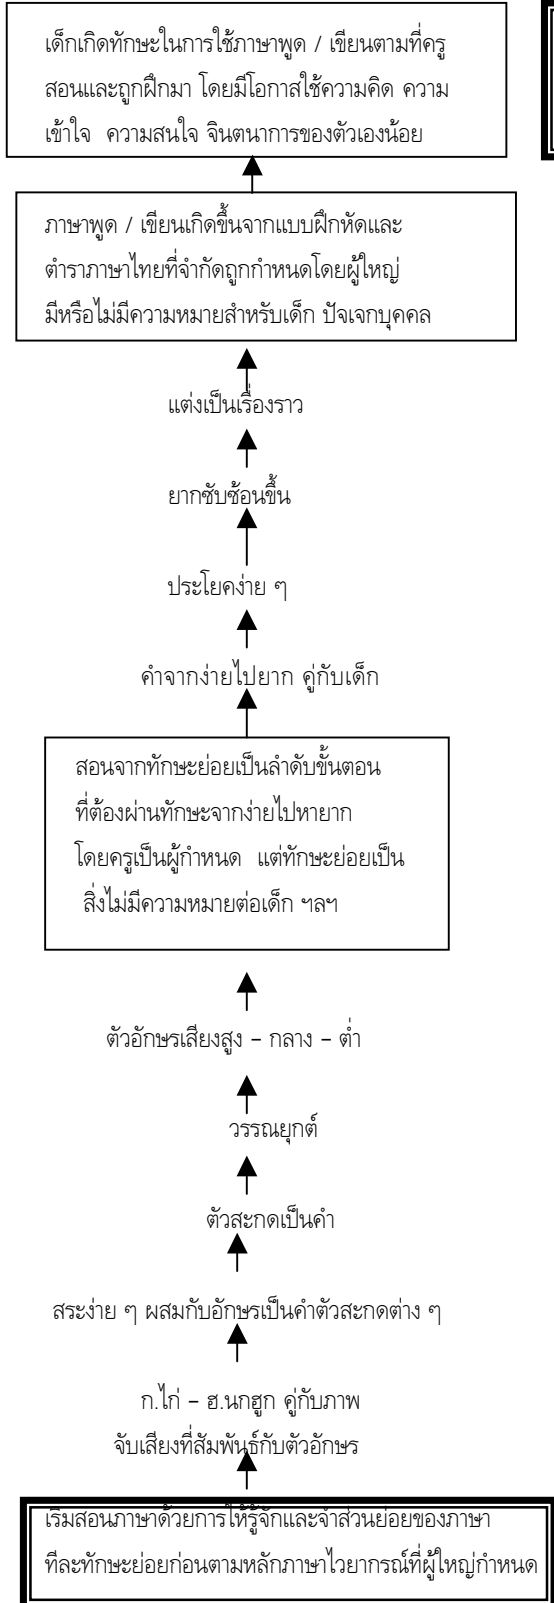 เด็กเกิดทักษะในการใช้ภาษาพูด / เขียนตามที่ครู
สอนและถูกฝึกมา โดยมีโอกาสใช้ความคิด ความ
เข้าใจ ความสนใจ จินตนาการของตัวเองน้อย
ภาษาพูด / เขียนเกิดขึ้นจากแบบฝึกหัดและ
ตำราภาษาไทยที่จำกัดถูกกำหนดโดยผู้ใหญ่
มีหรือไม่มีความหมายสำหรับเด็ก ปัจเจกบุคคล
แต่งเป็นเรื่องราว
ยากซับซ้อนขึ้น
ประโยคง่าย ๆ
คำจากง่ายไปยาก คู่กับเด็ก
สอนจากทักษะย่อยเป็นลำดับขั้นตอน
ที่ต้องผ่านทักษะจากง่ายไปหายาก
โดยครูเป็นผู้กำหนด แต่ทักษะย่อยเป็น
สิ่งไม่มีความหมายต่อเด็ก ฯลฯ
ตัวอักษรเสียงสูง – กลาง – ต่ำ
วรรณยุกต์
ตัวสะกดเป็นคำ
สระง่าย ๆ ผสมกับอักษรเป็นคำตัวสะกดต่าง ๆ
ก.ไก่ – ฮ.นกฮูก คู่กับภาพ
จับเสียงที่สัมพันธ์กับตัวอักษร
เริ่มสอนภาษาด้วยการให้รู้จักและจำส่วนย่อยของภาษา
ทีละทักษะย่อยก่อนตามหลักภาษาไวยากรณ์ที่ผู้ใหญ่กำหนด